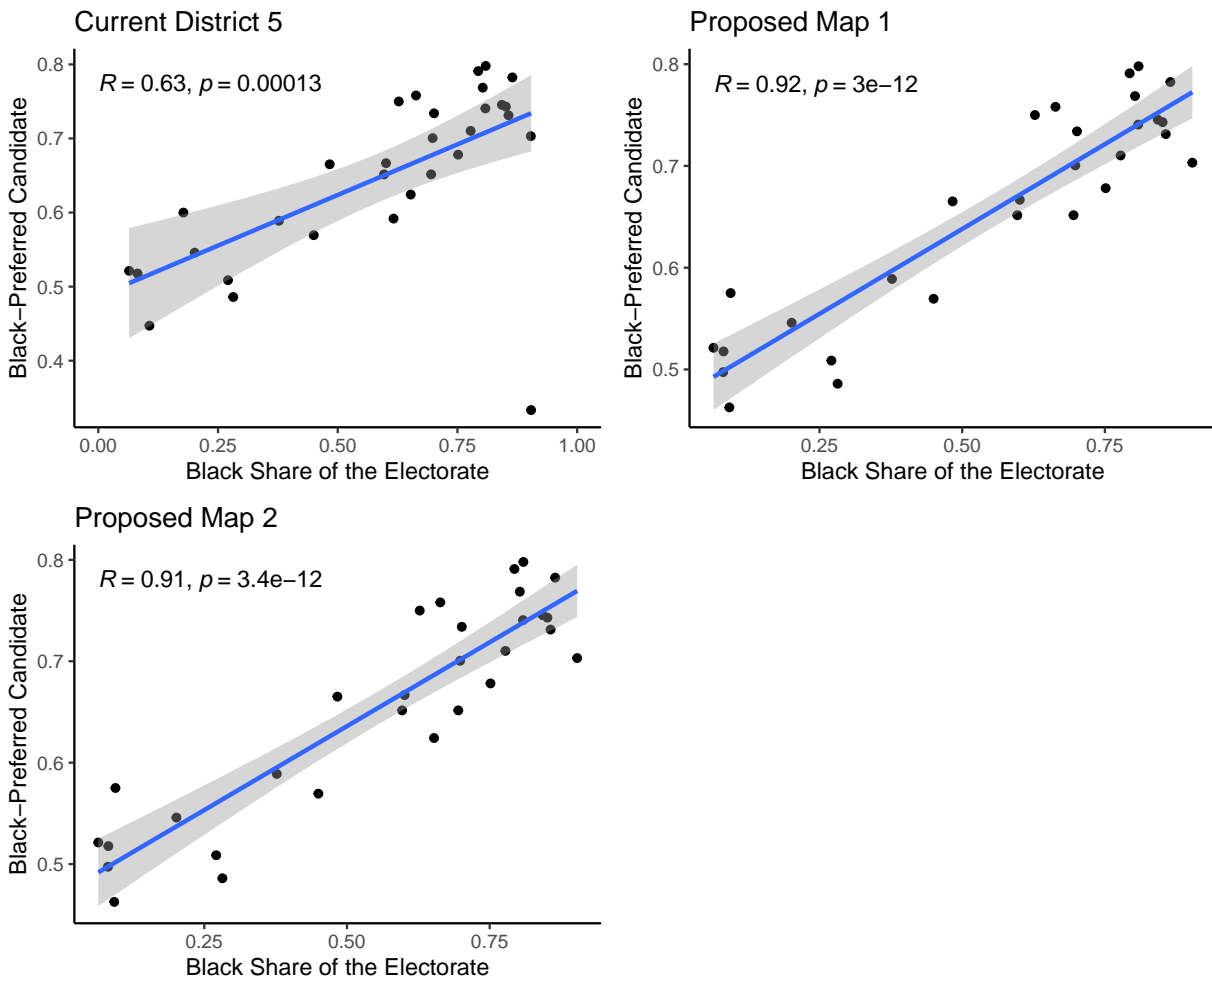 Current District 5
R = 0.63, p = 0.00013
0.8
0.7
0.6
0.5
0.4
Black−Preferred Candidate
0.00 0.25 0.50 0.75 1.00
Black Share of the Electorate
Proposed Map 1
R = 0.92, p = 3e−12
0.8
0.7
0.6
0.5
Black−Preferred Candidate
0.25 0.50 0.75
Black Share of the Electorate
Proposed Map 2
R = 0.91, p = 3.4e−12
0.8
0.7
0.6
0.5
Black−Preferred Candidate
0.25 0.50 0.75
Black Share of the Electorate